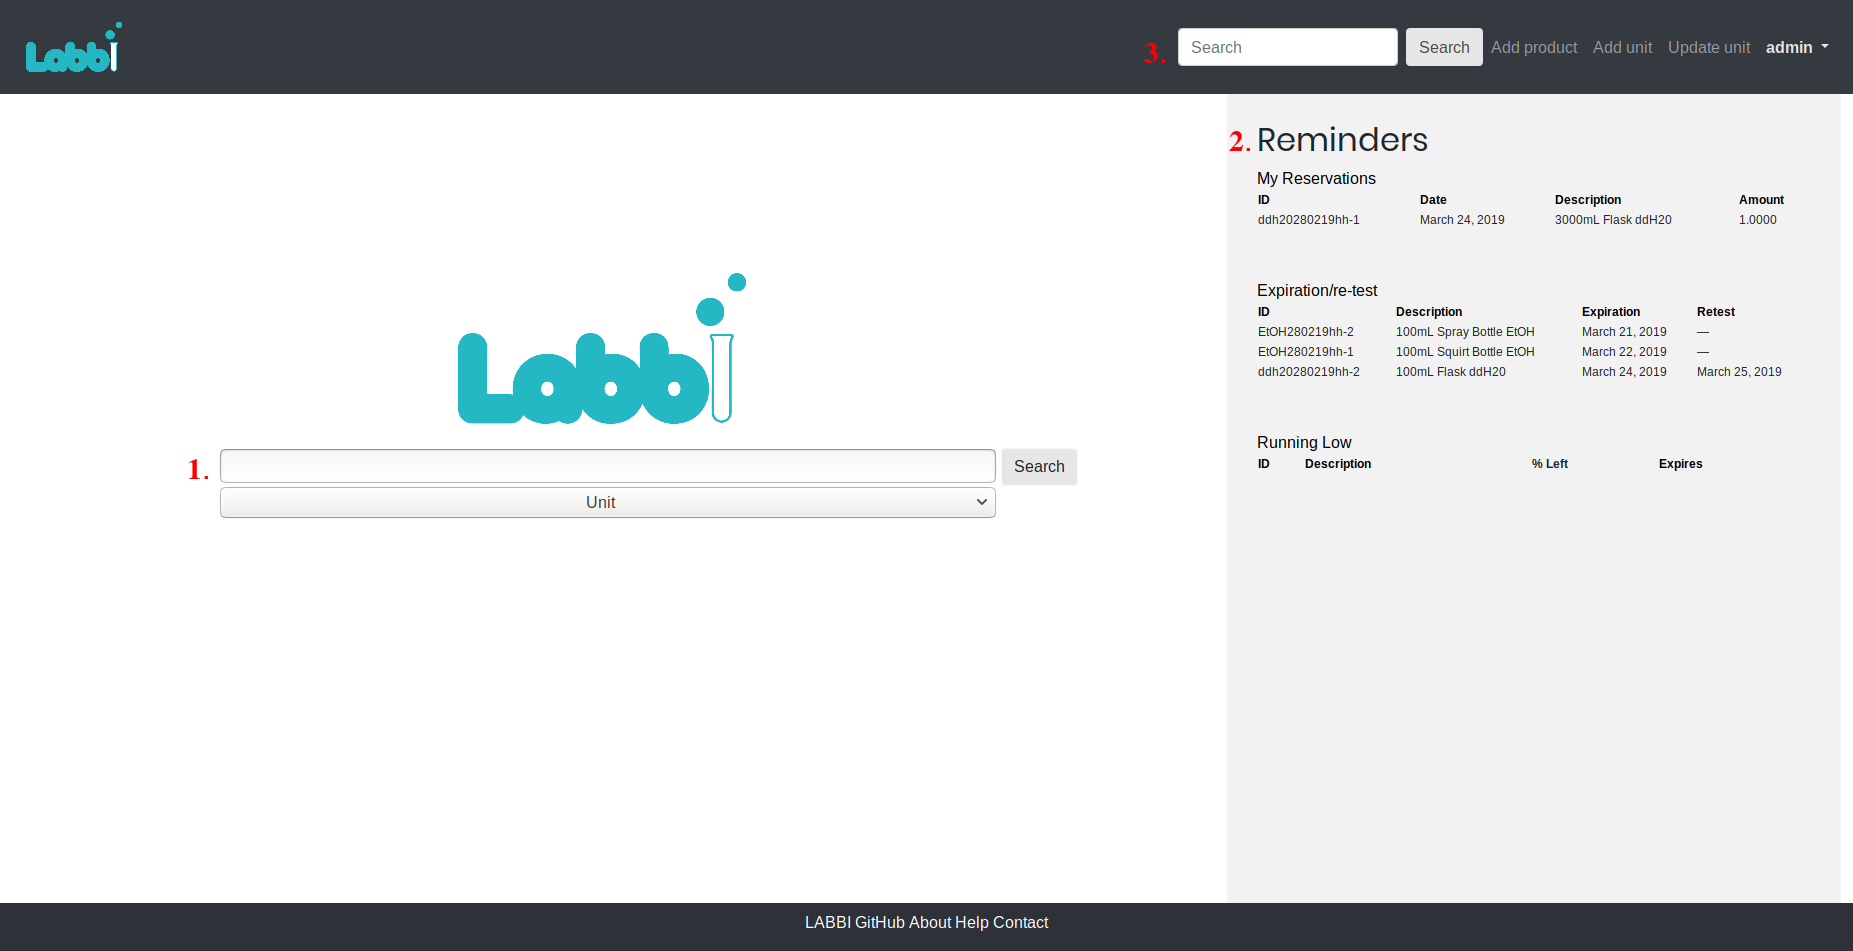 Labbi
3. Search Search Add product Add unit Update unit admin
2. Reminders
My Reservations
ID Date Description Amount
ddh20280219hh-1 March 24, 2019 3000mL Flask ddH20 1.0000
Expiration/re-test
ID Description Expiration Retest
EtOH280219hh-2 100mL Spray Bottle EtOH March 21, 2019 —
EtOH280219hh-1 100mL Squirt Bottle EtOH March 22, 2019 —
ddh20280219hh-2 100mL Flask ddH20 March 24, 2019 March 25, 2019
Running Low
ID Description % Left Expires
Labbi
1. Search
Unit
LABBI GitHub About Help Contact